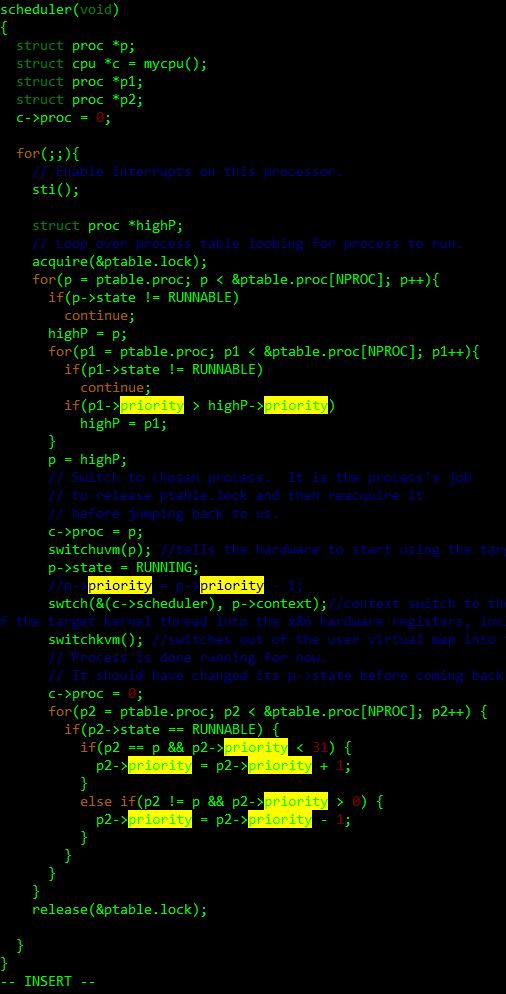 scheduler(void)
{
  struct proc *p;
  struct cpu *c = mycpu();
  struct proc *p1;
  struct proc *p2;
  c->proc = 0;

  for(;;){
    // Enable interrupts on this processor.
    sti();

    struct proc *highP;
    // Loop over process table looking for process to run.
    acquire(&ptable.lock);
    for(p = ptable.proc; p < &ptable.proc[NPROC]; p++){
      if(p->state != RUNNABLE)
        continue;
      highP = p;
      for(p1 = ptable.proc; p1 < &ptable.proc[NPROC]; p1++){
        if(p1->state != RUNNABLE)
          continue;
        if(p1->priority > highP->priority)
          highP = p1;
      }
      p = highP;
      // Switch to chosen process.  It is the process's job
      // to release ptable.lock and then reacquire it
      // before jumping back to us.
      c->proc = p;
      switchuvm(p); //tells the hardware to start using the tar
      p->state = RUNNING;
      //p->priority = p->priority - 1;
      swtch(&(c->scheduler), p->context);//context switch to the
f the target kernel thread into the x86 hardware registers, incl
      switchkvm(); //switches out of the user virtual map into
      // Process is done running for now.
      // It should have changed its p->state before coming back
      c->proc = 0;
      for(p2 = ptable.proc; p2 < &ptable.proc[NPROC]; p2++) {
        if(p2->state == RUNNABLE) {
          if(p2 == p && p2->priority < 31) {
            p2->priority = p2->priority + 1;
          }
          else if(p2 != p && p2->priority > 0) {
            p2->priority = p2->priority - 1;
          }
        }
      }
    }
    release(&ptable.lock);

  }
}
-- INSERT --